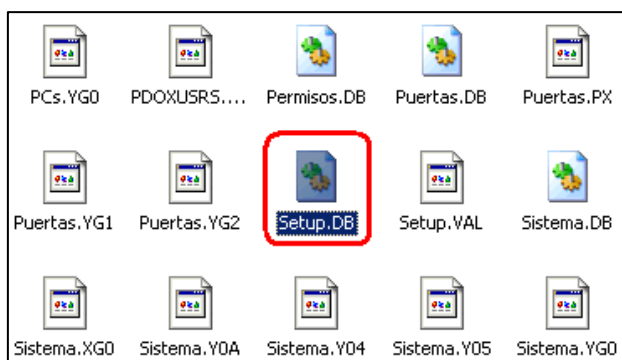 PCs.YG0 PDOXUSRS.... Permisos.DB Puertas.DB Puertas.PX
Puertas.YG1 Puertas.YG2 Setup.DB Setup.VAL Sistema.DB
Sistema.XG0 Sistema.Y0A Sistema.Y04 Sistema.Y05 Sistema.YG0